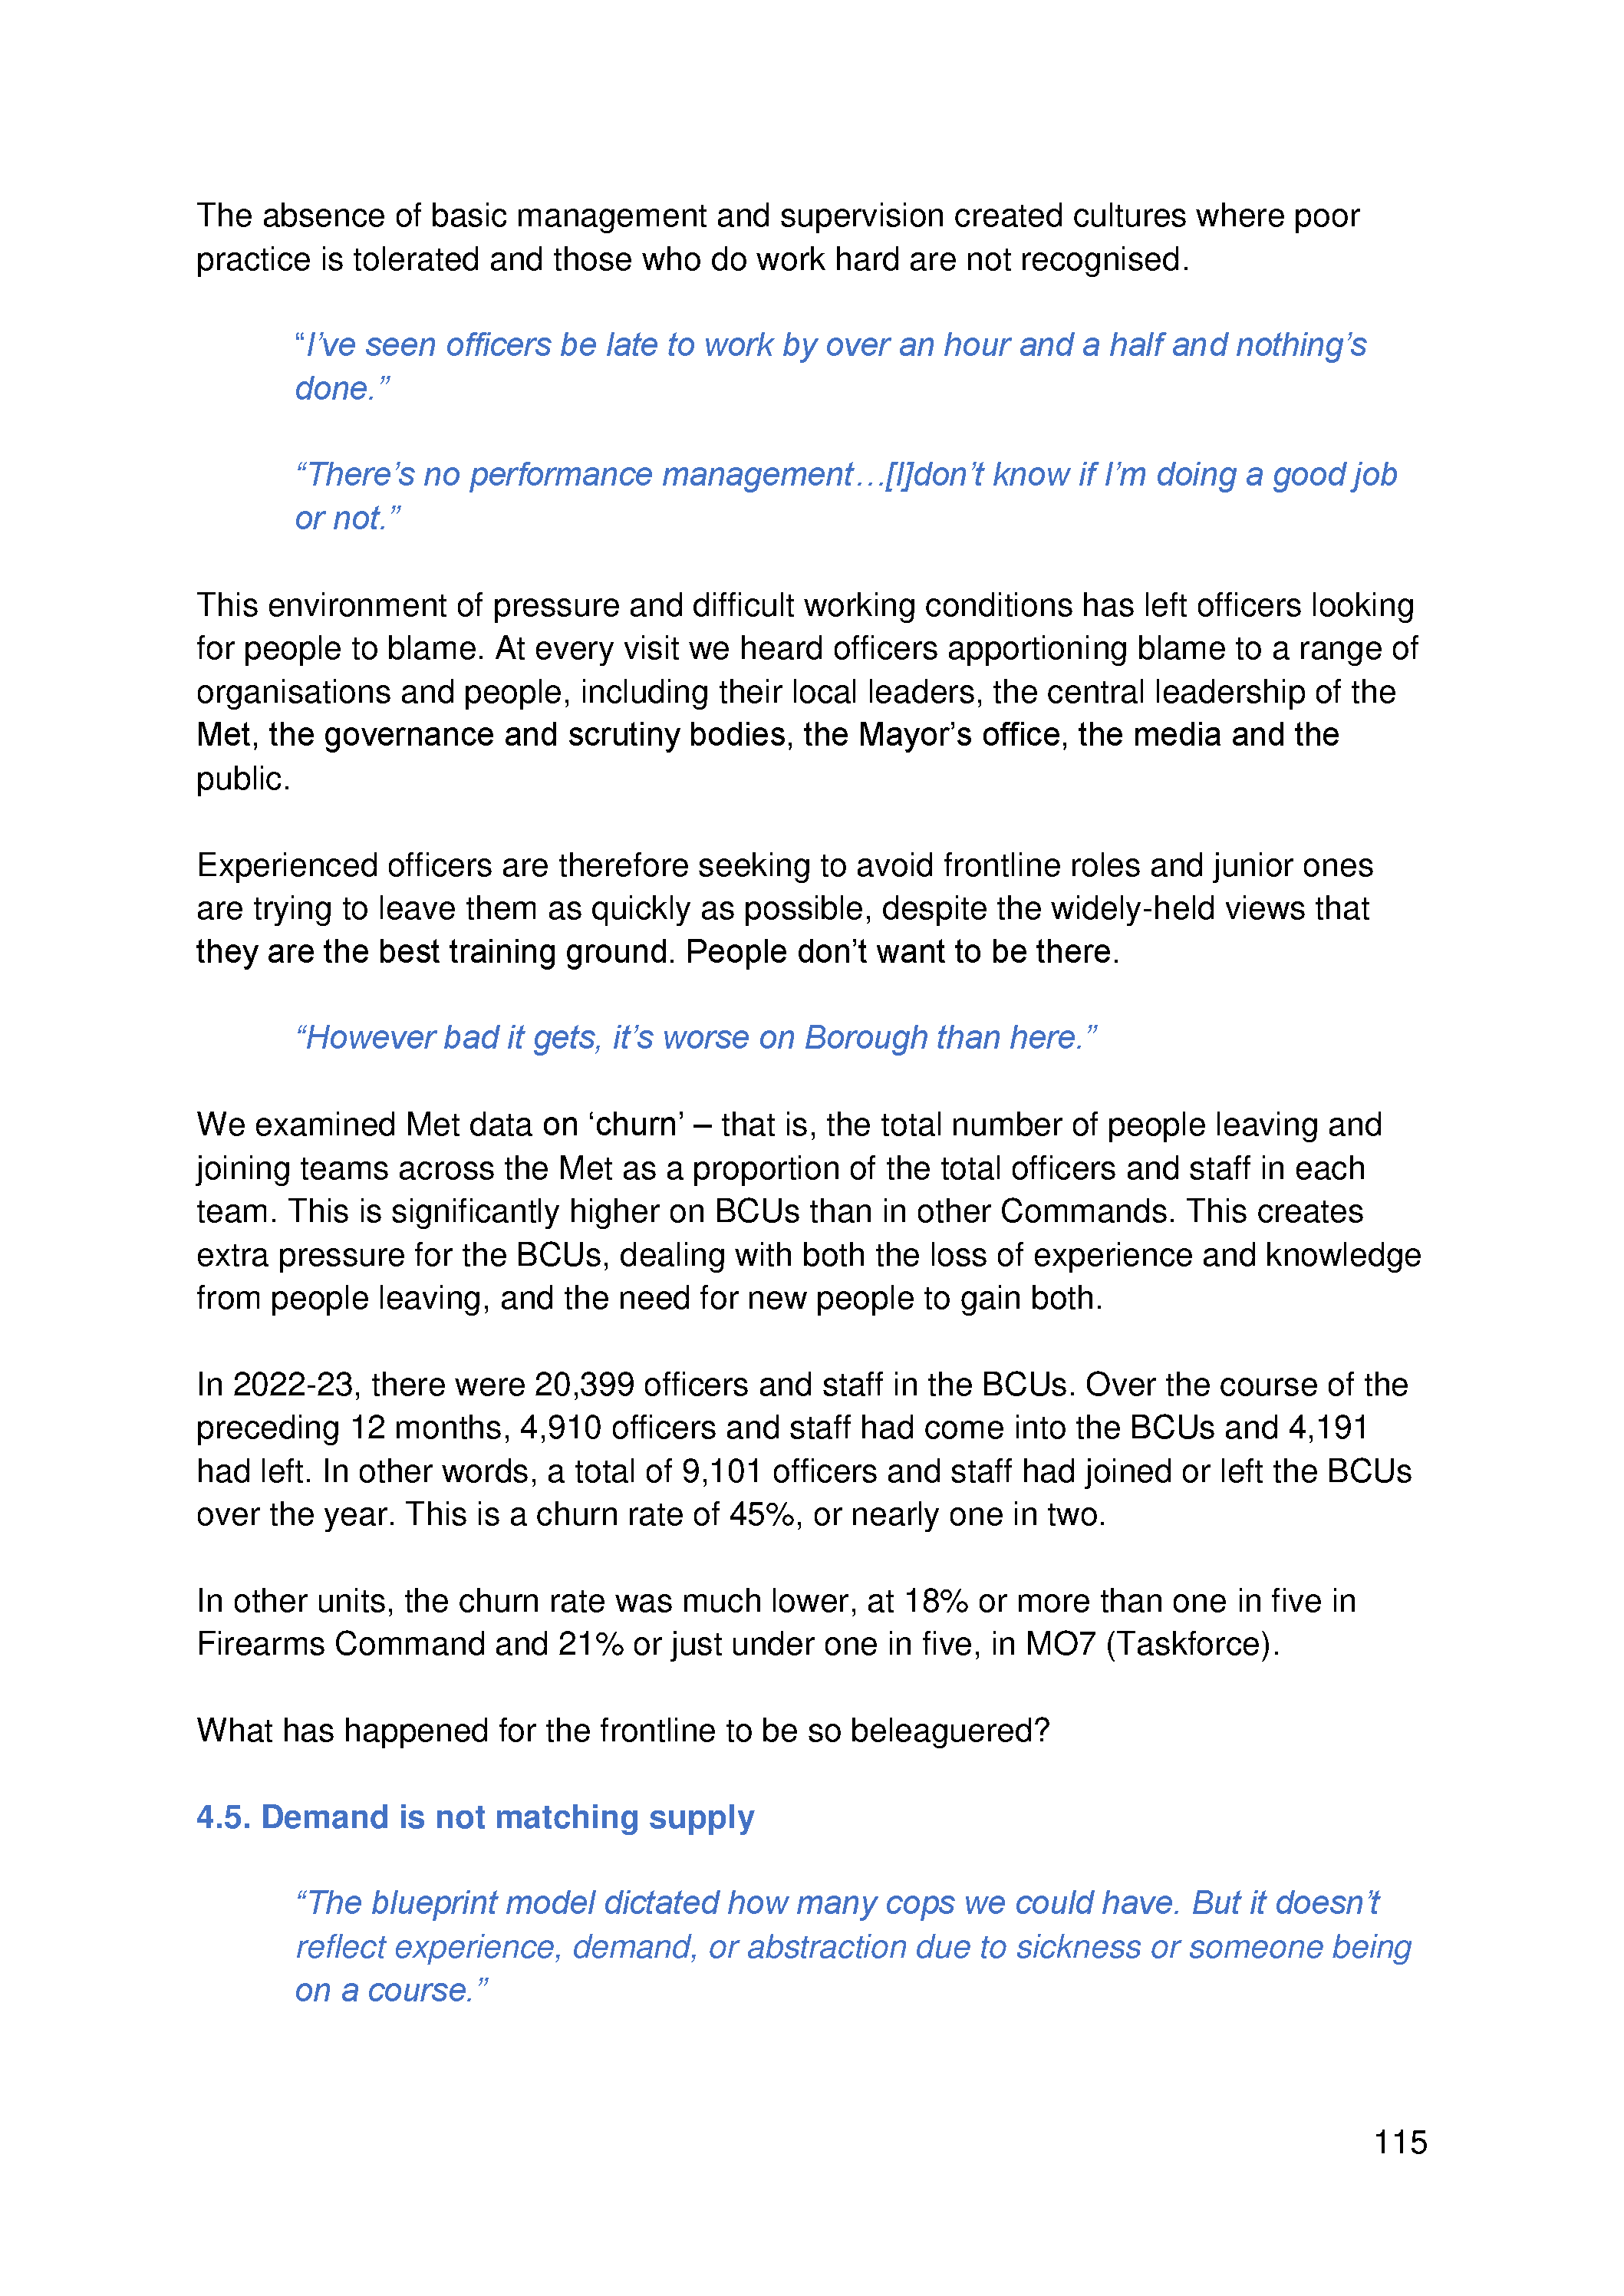 The absence of basic management and supervision created cultures where poor
practice is tolerated and those who do work hard are not recognised.
“I’ve seen officers be late to work by over an hour and a half and nothing’s
done.”
“There’s no performance management…[I]don’t know if I’m doing a good job
or not.”
This environment of pressure and difficult working conditions has left officers looking
for people to blame. At every visit we heard officers apportioning blame to a range of
organisations and people, including their local leaders, the central leadership of the
Met, the governance and scrutiny bodies, the Mayor’s office, the media and the
public.
Experienced officers are therefore seeking to avoid frontline roles and junior ones
are trying to leave them as quickly as possible, despite the widely-held views that
they are the best training ground. People don’t want to be there.
“However bad it gets, it’s worse on Borough than here.”
We examined Met data on ‘churn’ – that is, the total number of people leaving and
joining teams across the Met as a proportion of the total officers and staff in each
team. This is significantly higher on BCUs than in other Commands. This creates
extra pressure for the BCUs, dealing with both the loss of experience and knowledge
from people leaving, and the need for new people to gain both.
In 2022-23, there were 20,399 officers and staff in the BCUs. Over the course of the
preceding 12 months, 4,910 officers and staff had come into the BCUs and 4,191
had left. In other words, a total of 9,101 officers and staff had joined or left the BCUs
over the year. This is a churn rate of 45%, or nearly one in two.
In other units, the churn rate was much lower, at 18% or more than one in five in
Firearms Command and 21% or just under one in five, in MO7 (Taskforce).
What has happened for the frontline to be so beleaguered?
4.5. Demand is not matching supply
“The blueprint model dictated how many cops we could have. But it doesn’t
reflect experience, demand, or abstraction due to sickness or someone being
on a course.”
115